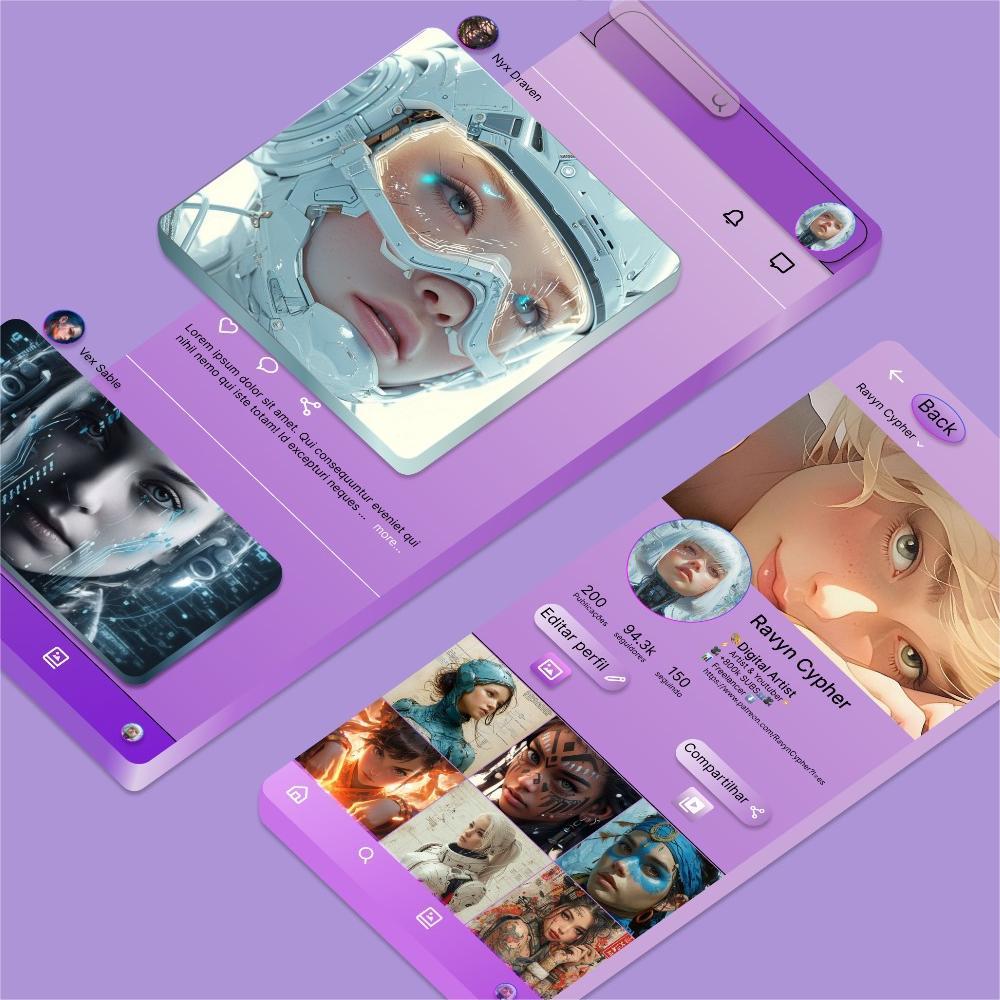 Nyx Draven
Lorem ipsum dolor sit amet. Qui consequuntur eveniet qui
nihil nemo qui iste totam! Id excepturi neques ...
more...
Vex Sable
Back
Ravyn Cypher
200
Publicações
94.3k
seguidores
150
seguindo
Editar perfil
Ravyn Cypher
Digital Artist
Artist & Youtuber
+800k SUBS
Freelancer
https://www.patreon.com/RavynCypher?l=es
Compartilhar